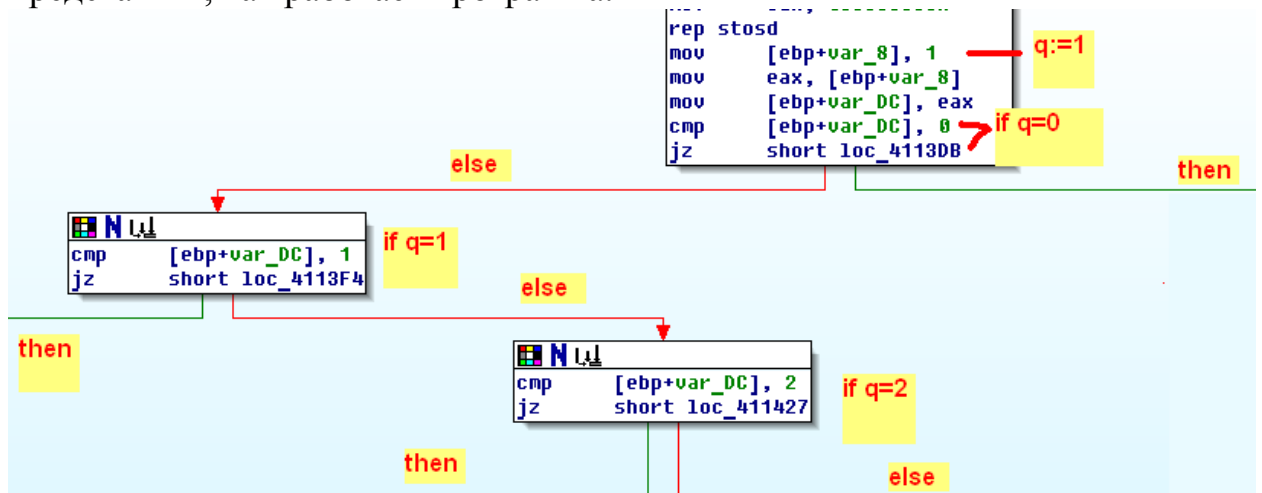 rep stosd
mov [ebp+var_8], 1
q:=1
mov eax, [ebp+var_8]
mov [ebp+var_DC], eax
cmp [ebp+var_DC], 0
if q=0
jz short loc_4113DB
else
then
N
cmp [ebp+var_DC], 1
if q=1
jz short loc_4113F4
else
then
N
cmp [ebp+var_DC], 2
if q=2
jz short loc_411427
then
else